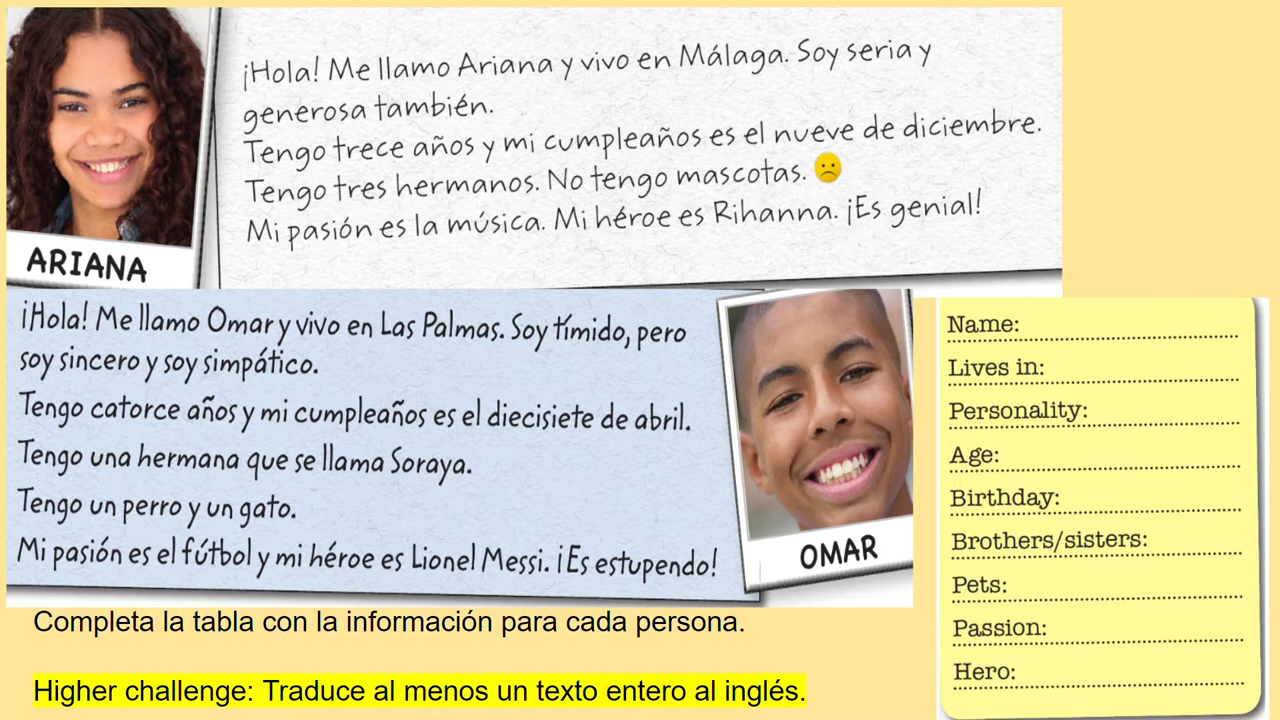 ¡Hola! Me llamo Ariana y vivo en Málaga. Soy seria y
generosa también.
Tengo trece años y mi cumpleaños es el nueve de diciembre.
Tengo tres hermanos. No tengo mascotas.
Mi pasión es la música. Mi héroe es Rihanna. ¡Es genial!
ARIANA
¡Hola! Me llamo Omar y vivo en Las Palmas. Soy tímido, pero
soy sincero y soy simpático.
Tengo catorce años y mi cumpleaños es el diecisiete de abril.
Tengo una hermana que se llama Soraya.
Tengo un perro y un gato.
Mi pasión es el fútbol y mi héroe es Lionel Messi. ¡Es estupendo!
OMAR
Name:
Lives in:
Personality:
Age:
Birthday:
Brothers/sisters:
Pets:
Passion:
Hero:
Completa la tabla con la información para cada persona.
Higher challenge: Traduce al menos un texto entero al inglés.